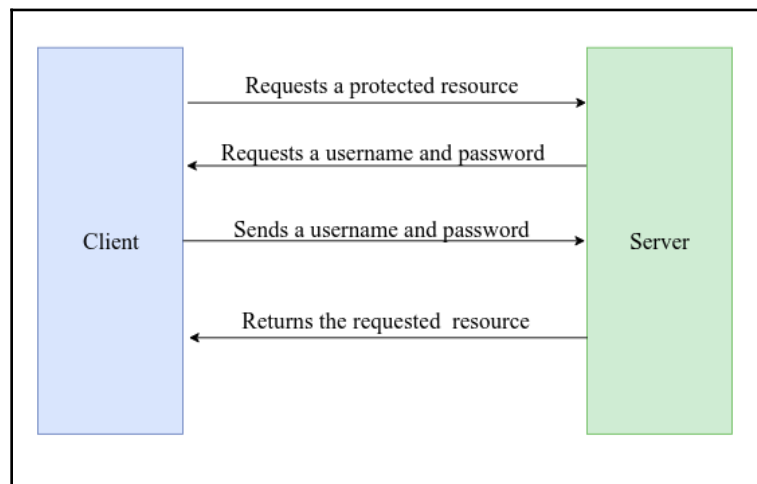 Requests a protected resource
Requests a username and password
Client
Sends a username and password
Server
Returns the requested resource